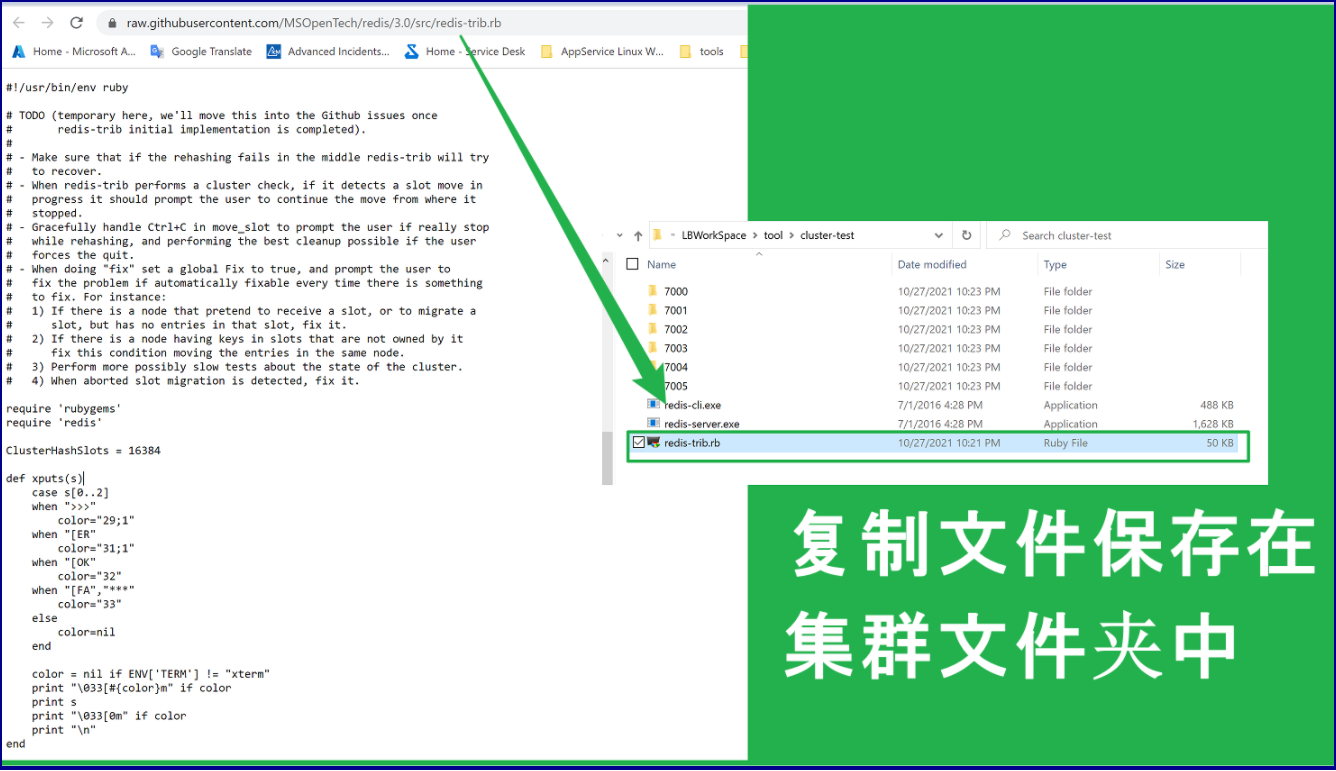 raw.githubusercontent.com/MSOpenTech/redis/3.0/src/redis-trib.rb
Home - Microsoft A... Google Translate Advanced Incidents... Home - Service Desk AppService Linux W... tools
#!/usr/bin/env ruby
# TODO (temporary here, we'll move this into the Github issues once
#       redis-trib initial implementation is completed).
#
# - Make sure that if the rehashing fails in the middle redis-trib will try
#   to recover.
# - When redis-trib performs a cluster check, if it detects a slot move in
#   progress it should prompt the user to continue the move from where it
#   stopped.
# - Gracefully handle Ctrl+C in move_slot to prompt the user if really stop
#   while rehashing, and performing the best cleanup possible if the user
#   forces the quit.
# - When doing "fix" set a global Fix to true, and prompt the user to
#   fix the problem if automatically fixable every time there is something
#   to fix. For instance:
#   1) If there is a node that pretend to receive a slot, or to migrate a
#      slot, but has no entries in that slot, fix it.
#   2) If there is a node having keys in slots that are not owned by it
#      fix this condition moving the entries in the same node.
#   3) Perform more possibly slow tests about the state of the cluster.
#   4) When aborted slot migration is detected, fix it.
require 'rubygems'
require 'redis'
ClusterHashSlots = 16384
def xputs(s)
    case s[0..2]
    when ">>>"
        color="29;1"
    when "[ER"
        color="31;1"
    when "[OK"
        color="32"
    when "[FA","***"
        color="33"
    else
        color=nil
    end
    color = nil if ENV['TERM'] != "xterm"
    print "\033[#{color}m" if color
    print s
    print "\033[0m" if color
    print "\n"
end
LBWorkSpace > tool > cluster-test Search cluster-test
Name Date modified Type Size
7000 10/27/2021 10:23 PM File folder
7001 10/27/2021 10:23 PM File folder
7002 10/27/2021 10:23 PM File folder
7003 10/27/2021 10:23 PM File folder
7004 10/27/2021 10:23 PM File folder
7005 10/27/2021 10:23 PM File folder
redis-cli.exe 7/1/2016 4:28 PM Application 488 KB
redis-server.exe 7/1/2016 4:28 PM Application 1,628 KB
redis-trib.rb 10/27/2021 10:21 PM Ruby File 50 KB
复制文件保存在
集群文件夹中